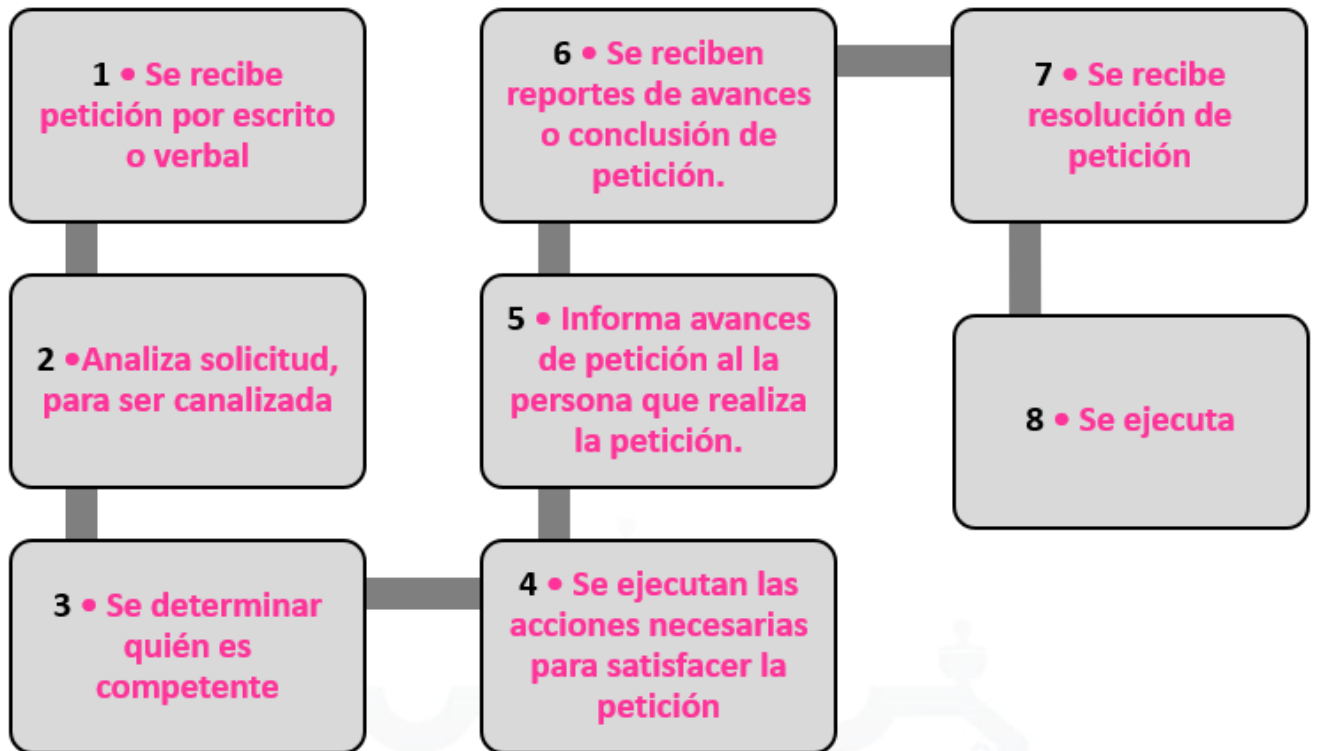 1 • Se recibe
petición por escrito
o verbal
2 •Analiza solicitud,
para ser canalizada
3 • Se determinar
quién es
competente
4 • Se ejecutan las
acciones necesarias
para satisfacer la
petición
5 • Informa avances
de petición al la
persona que realiza
la petición.
6 • Se reciben
reportes de avances
o conclusión de
petición.
7 • Se recibe
resolución de
petición
8 • Se ejecuta